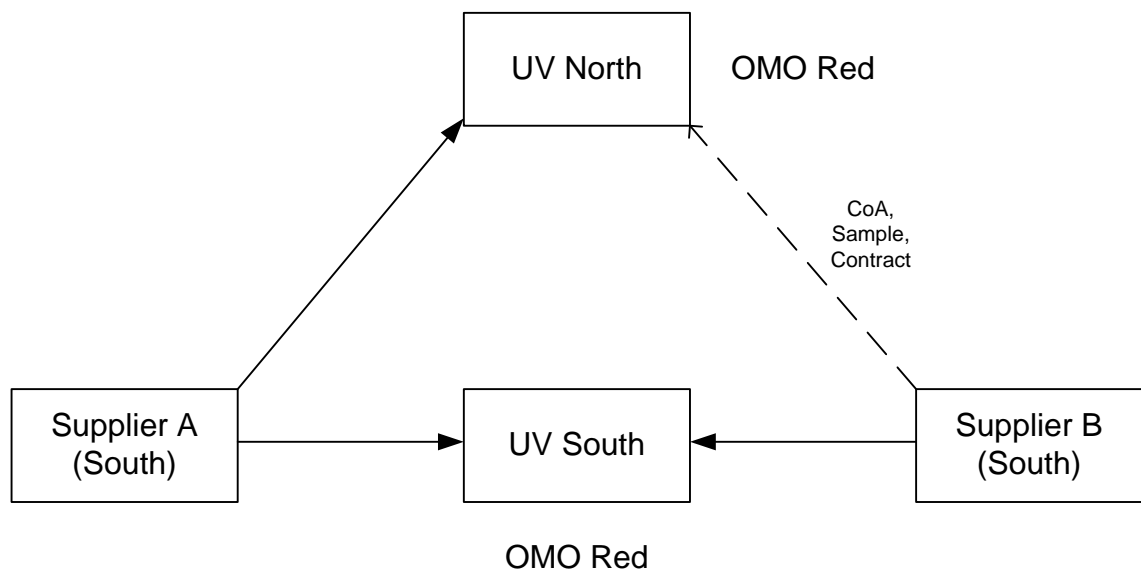 UV North
OMO Red
CoA,
Sample,
Contract
Supplier A
(South)
UV South
Supplier B
(South)
OMO Red